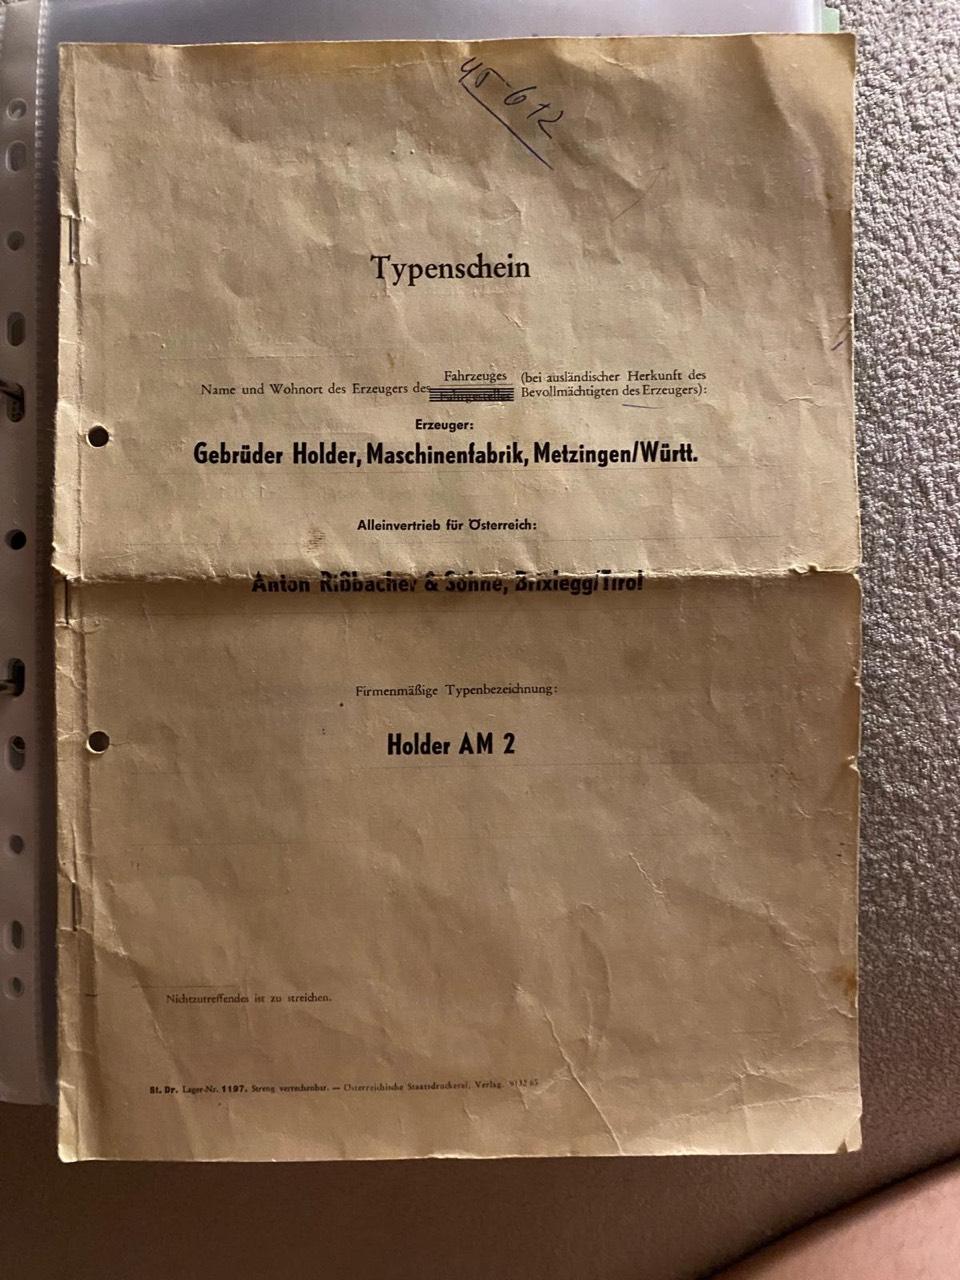 45 612
Typenschein
Name und Wohnort des Erzeugers des Fahrzeuges (bei ausländischer Herkunft des
Bevollmächtigten des Erzeugers):
Erzeuger:
Gebrüder Holder, Maschinenfabrik, Metzingen/Württ.
Alleinvertrieb für Österreich:
Anton Rißbacher & Söhne, Brixlegg/Tirol
Firmenmäßige Typenbezeichnung:
Holder AM 2
Nichtzutreffendes ist zu streichen.
St. Dr. Lager-Nr. 1197. Streng verrechenbar. — Österreichische Staatsdruckerei, Verlag. 9132 65